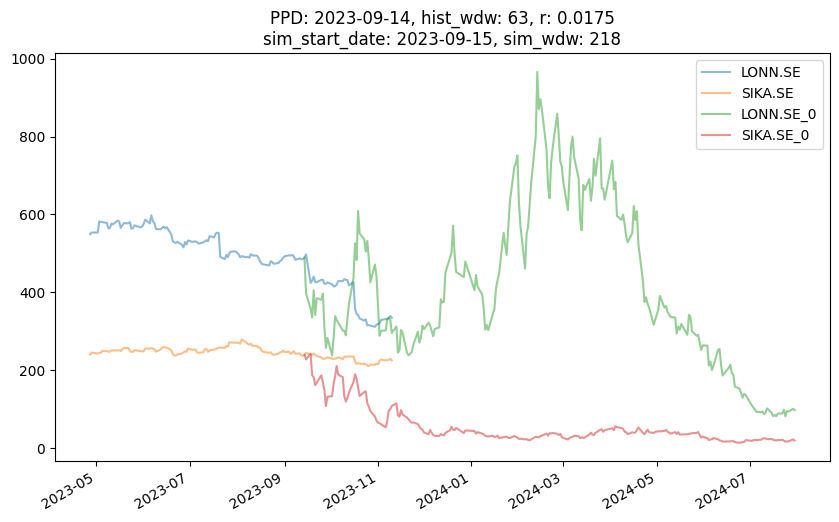 PPD: 2023-09-14, hist_wdw: 63, r: 0.0175
sim_start_date: 2023-09-15, sim_wdw: 218
1000
800
600
400
200
0
LONN.SE
SIKA.SE
LONN.SE_0
SIKA.SE_0
2023-05
2023-07
2023-09
2023-11
2024-01
2024-03
2024-05
2024-07